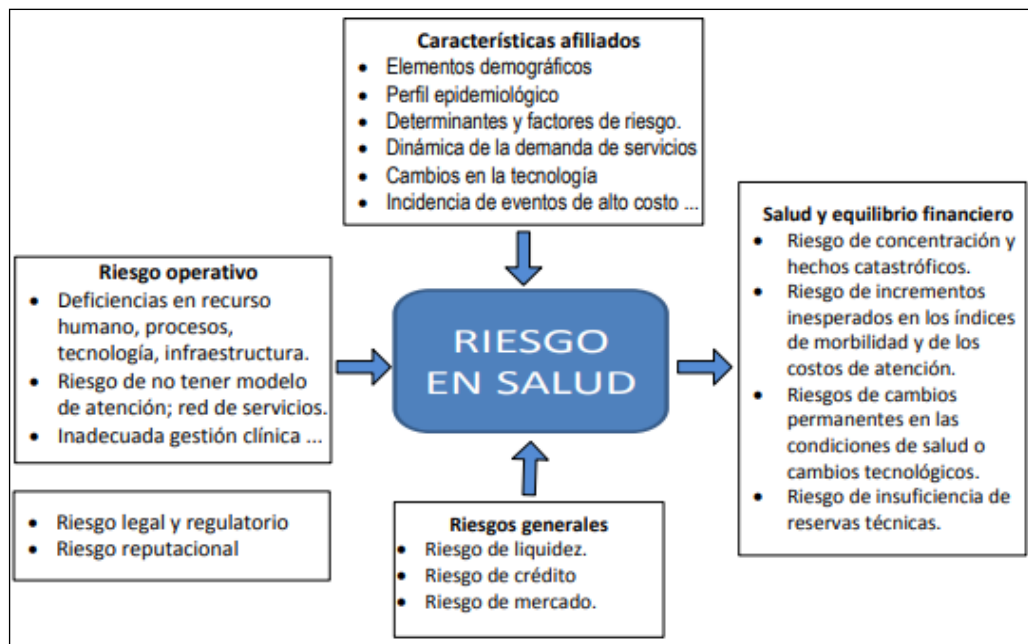 Características afiliados
• Elementos demográficos
• Perfil epidemiológico
• Determinantes y factores de riesgo.
• Dinámica de la demanda de servicios
• Cambios en la tecnología
• Incidencia de eventos de alto costo ...
Riesgo operativo
• Deficiencias en recurso
humano, procesos,
tecnología, infraestructura.
• Riesgo de no tener modelo
de atención; red de servicios.
• Inadecuada gestión clínica ...
• Riesgo legal y regulatorio
• Riesgo reputacional
RIESGO
EN SALUD
Riesgos generales
• Riesgo de liquidez.
• Riesgo de crédito
• Riesgo de mercado.
Salud y equilibrio financiero
• Riesgo de concentración y
hechos catastróficos.
• Riesgo de incrementos
inesperados en los índices
de morbilidad y de los
costos de atención.
• Riesgos de cambios
permanentes en las
condiciones de salud o
cambios tecnológicos.
• Riesgo de insuficiencia de
reservas técnicas.